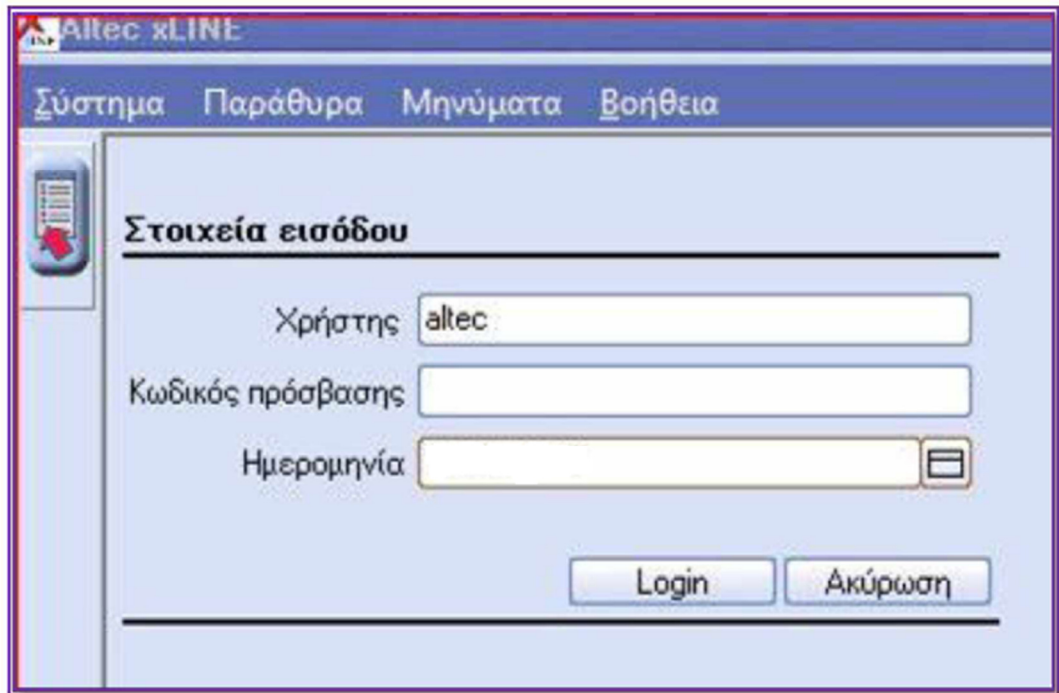 Altec xLINE
Σύστημα Παράθυρα Μηνύματα Βοήθεια
Στοιχεία εισόδου
Χρήστης altec
Κωδικός πρόσβασης
Ημερομηνία
Login Ακύρωση